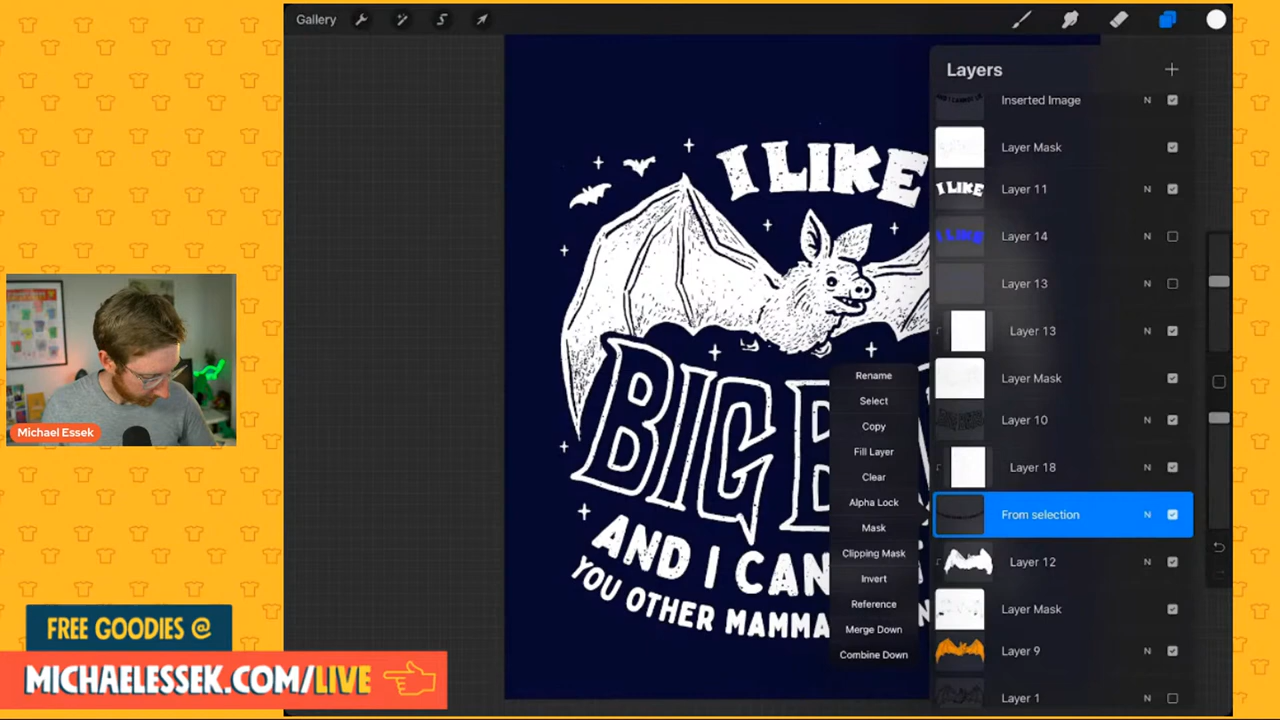 Gallery
Layers
Inserted Image N
Layer Mask
I LIKE Layer 11 N
I LIKE Layer 14 N
Layer 13 N
Layer 13 N
Layer Mask
Layer 10 N
Layer 18 N
From selection N
Layer 12 N
Layer Mask
Layer 9 N
Layer 1 N
Rename
Select
Copy
Fill Layer
Clear
Alpha Lock
Mask
Clipping Mask
Invert
Reference
Merge Down
Combine Down
I LIKE
BIG B
AND I CAN
YOU OTHER MAMMA
Michael Essek
FREE GOODIES @
MICHAELESSEK.COM/LIVE